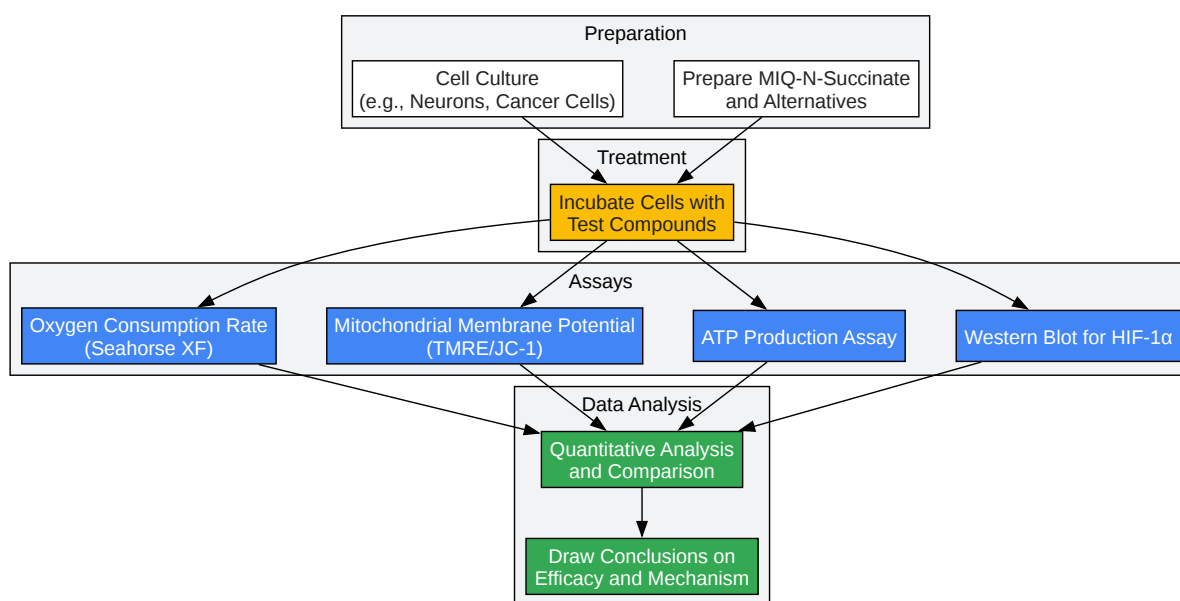 Preparation
Cell Culture
(e.g., Neurons, Cancer Cells)
Prepare MIQ-N-Succinate
and Alternatives
Treatment
Incubate Cells with
Test Compounds
Assays
Oxygen Consumption Rate
(Seahorse XF)
Mitochondrial Membrane Potential
(TMRE/JC-1)
ATP Production Assay
Western Blot for HIF-1α
Data Analysis
Quantitative Analysis
and Comparison
Draw Conclusions on
Efficacy and Mechanism